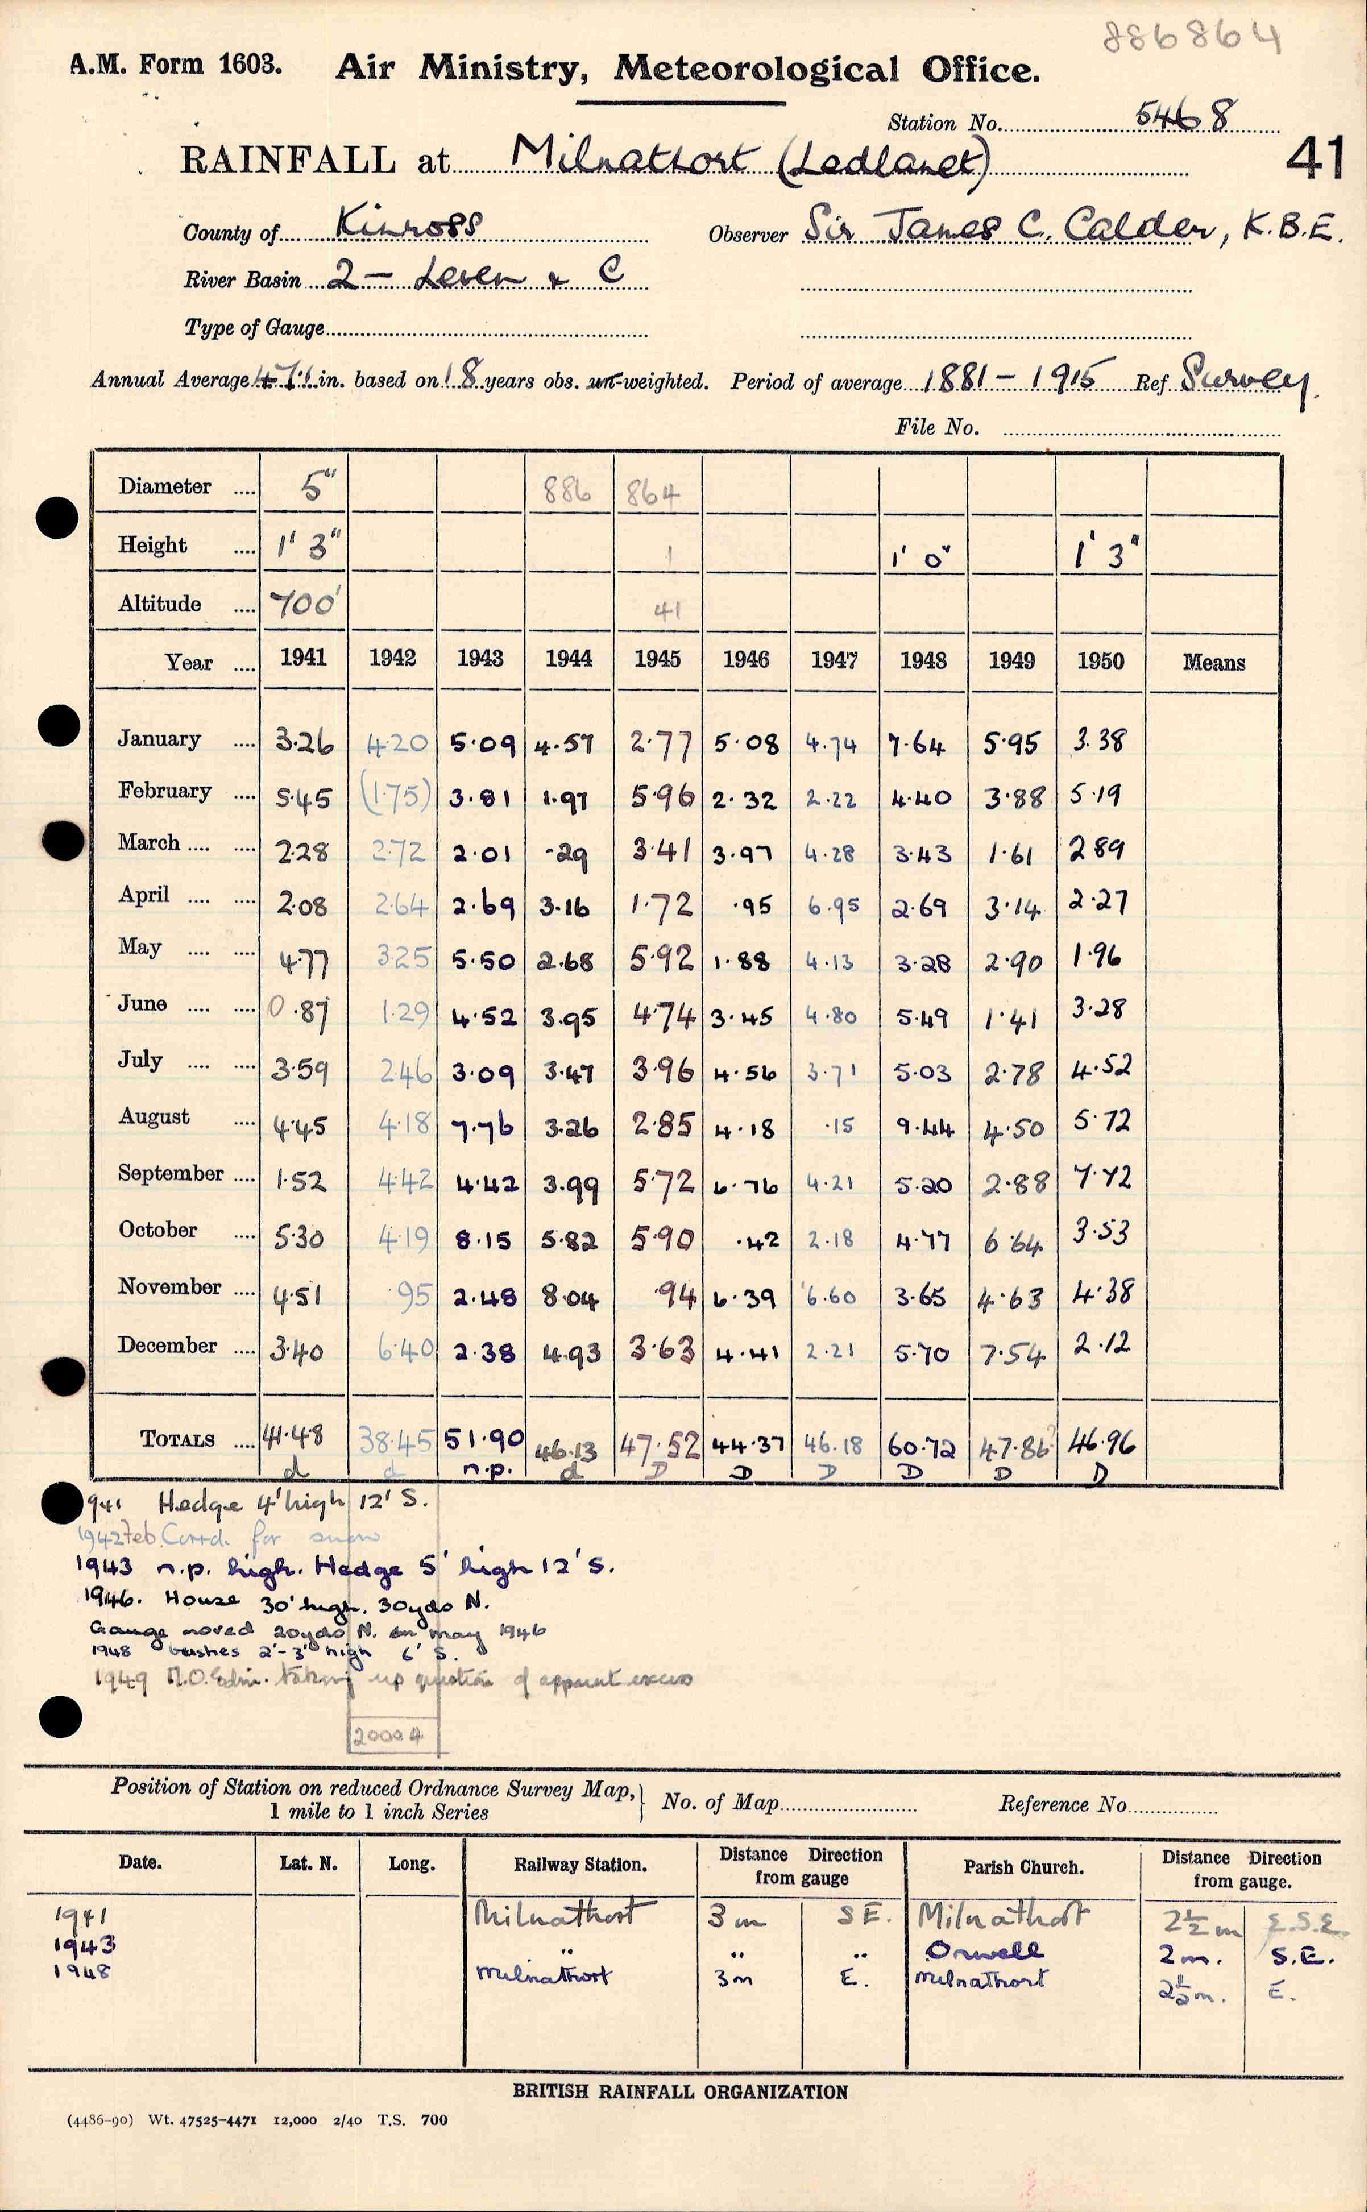 886864
A.M. Form 1603. Air Ministry, Meteorological Office.
Station No. 5468
RAINFALL at Milnathort (Ledlanet) 41
County of Kinross Observer Sir James C. Calder, K.B.E.
River Basin 2 — Leven & C
Type of Gauge
Annual Average 47.1 in. based on 18 years obs. un-weighted. Period of average 1881 – 1915 Ref Survey.
File No.
Diameter .... 5" 886 864
Height .... 1' 3" 1 1' 0" 1' 3"
Altitude .... 700' 41
Year .... 1941 1942 1943 1944 1945 1946 1947 1948 1949 1950 Means
January .... 3.26 4.20 5.09 4.57 2.77 5.08 4.74 7.64 5.95 3.38
February .... 5.45 (1.75) 3.81 1.97 5.96 2.32 2.22 4.40 3.88 5.19
March .... .... 2.28 2.72 2.01 .29 3.41 3.97 4.28 3.43 1.61 2.89
April .... .... 2.08 2.64 2.69 3.16 1.72 .95 6.95 2.69 3.14 2.27
May .... .... 4.77 3.25 5.50 2.68 5.92 1.88 4.13 3.28 2.90 1.96
June .... .... 0.87 1.29 4.52 3.95 4.74 3.45 4.80 5.49 1.41 3.28
July .... .... 3.59 2.46 3.09 3.47 3.96 4.56 3.71 5.03 2.78 4.52
August .... 4.45 4.18 7.76 3.26 2.85 4.18 .15 9.44 4.50 5.72
September .... 1.52 4.42 4.42 3.99 5.72 6.76 4.21 5.20 2.88 7.72
October .... 5.30 4.19 8.15 5.82 5.90 .42 2.18 4.77 6.64 3.53
November .... 4.51 .95 2.48 8.04 .94 6.39 6.60 3.65 4.63 4.38
December .... 3.40 6.40 2.38 4.93 3.63 4.41 2.21 5.70 7.54 2.12
TOTALS .... 41.48 38.45 51.90 46.13 47.52 44.37 46.18 60.72 47.86? 46.96
d d n.p. d D D D D D D
1941 Hedge 4' high 12' S.
1942 Feb. Corrd. for snow
1943 n.p. high. Hedge 5' high 12' S.
1946. House 30' high. 30yds N.
Gauge moved 20yds N. in May 1946
1948 bushes 2'-3' high 6' S.
1949 M.O. Edin. taking up question of apparent excess
Position of Station on reduced Ordnance Survey Map, } No. of Map Reference No
1 mile to 1 inch Series
Date. Lat. N. Long. Railway Station. Distance Direction from gauge Parish Church. Distance Direction from gauge.
1941 Milnathort 3 m S E. Milnathort 2½ m E.S.E.
1943 " " " Orwell 2 m. S.E.
1948 Milnathort 3m E. Milnathort 2½ m. E.
BRITISH RAINFALL ORGANIZATION
(4486-90) Wt. 47525-4471 12,000 2/40 T.S. 700